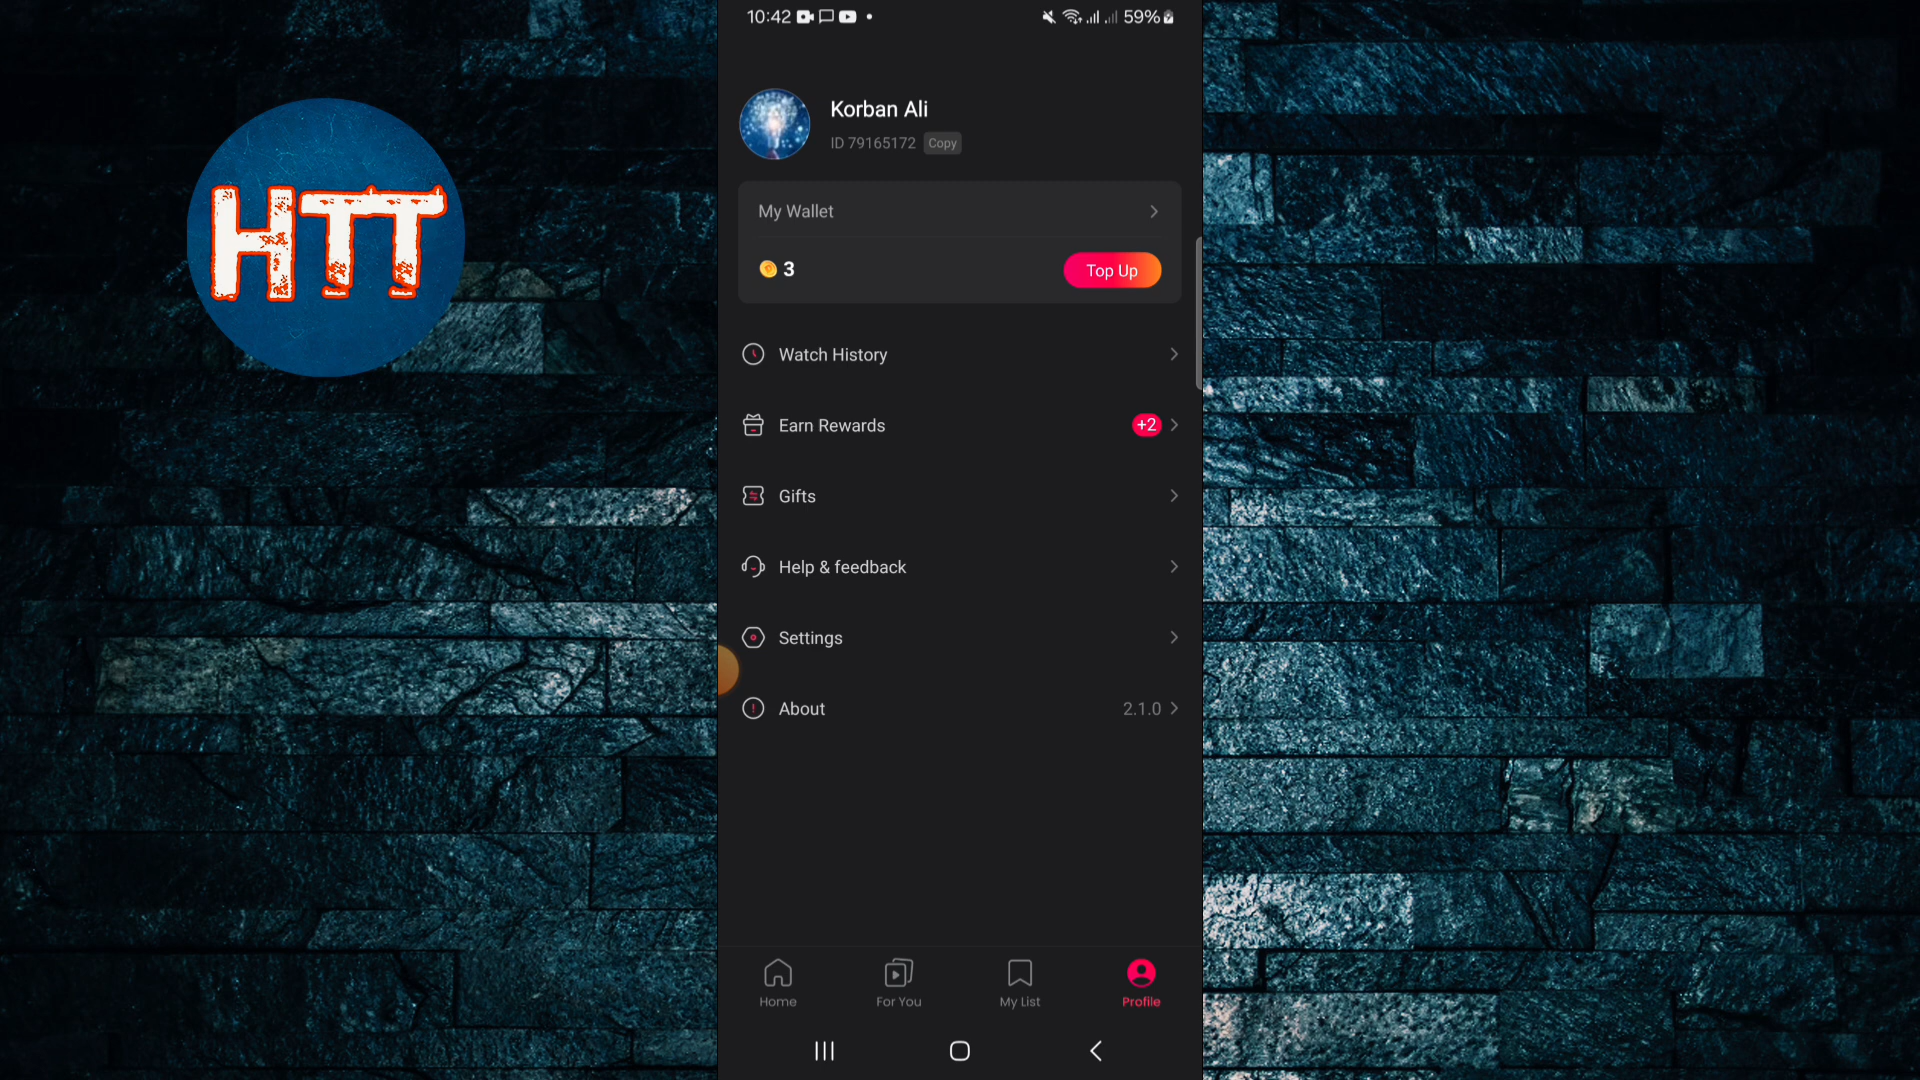 HTT
10:42
59%
Korban Ali
ID 79165172 Copy
My Wallet
3
Top Up
Watch History
Earn Rewards +2
Gifts
Help & feedback
Settings
About 2.1.0
Home For You My List Profile